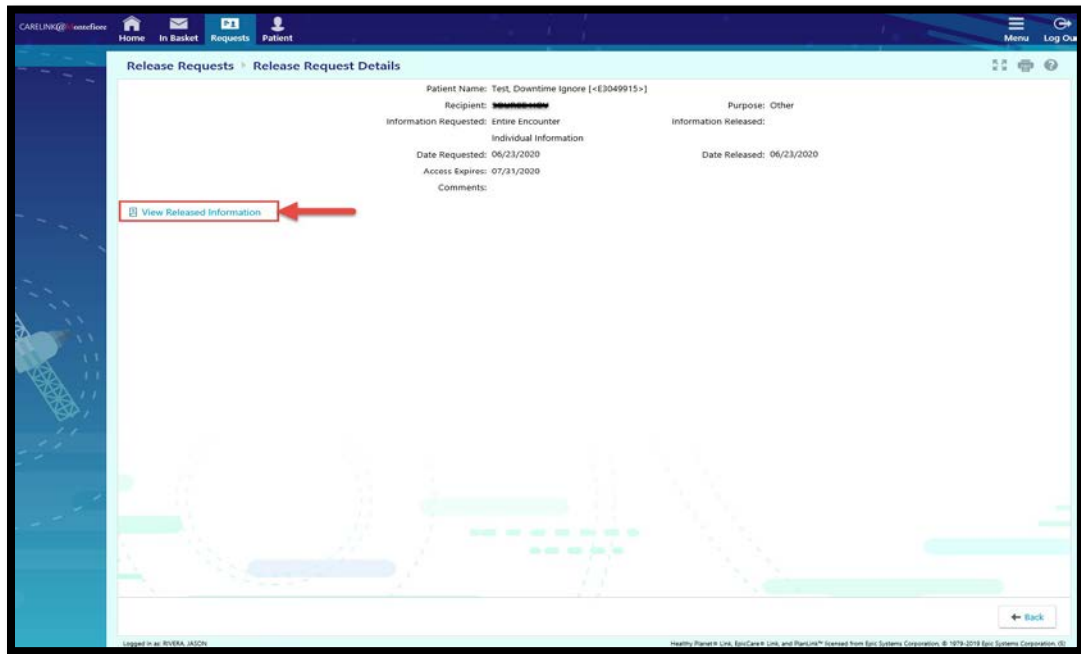 CARELINK@Montefiore
Home In Basket Requests Patient
Menu Log Ou
Release Requests Release Request Details
Patient Name: Test, Downtime Ignore [<E3049915>]
Recipient: Purpose: Other
Information Requested: Entire Encounter Information Released:
Individual Information
Date Requested: 06/23/2020 Date Released: 06/23/2020
Access Expires: 07/31/2020
Comments:
View Released Information
Back
Logged in as: RIVERA, JASON Healthy Planet® Link, EpicCare® Link, and PlanLink™ licensed from Epic Systems Corporation, © 1979-2019 Epic Systems Corporation. (S)